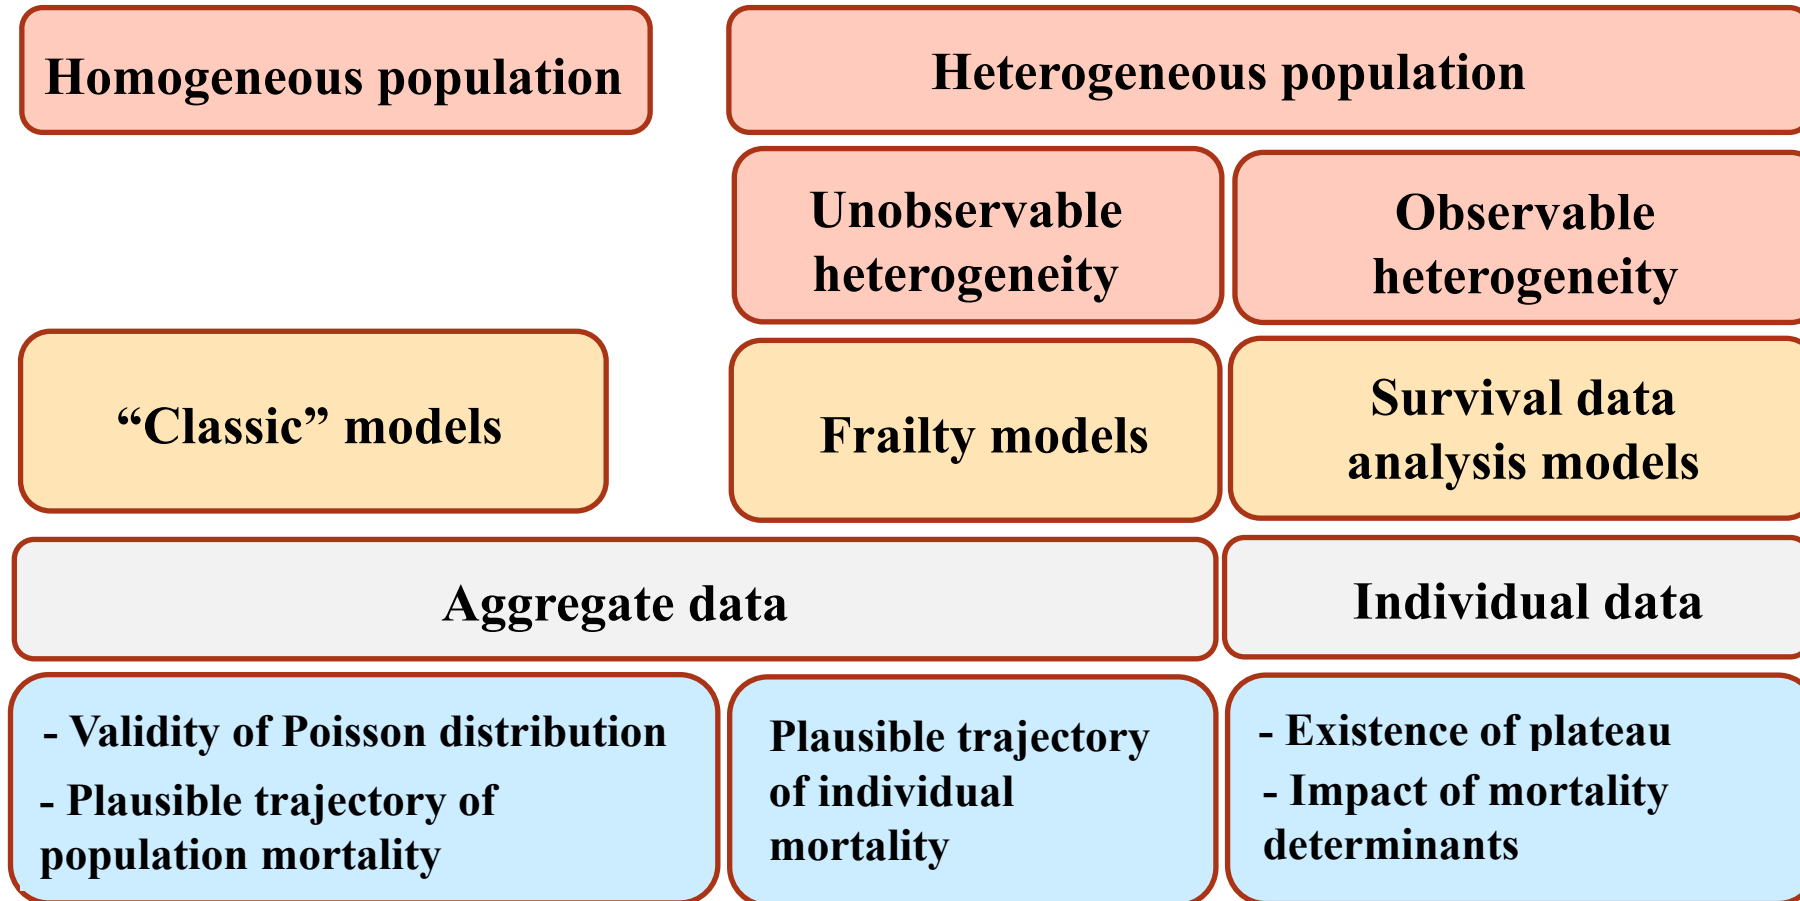 Homogeneous population
Heterogeneous population
Unobservable
heterogeneity
Observable
heterogeneity
“Classic” models
Frailty models
Survival data
analysis models
Aggregate data
Individual data
- Validity of Poisson distribution
- Plausible trajectory of
population mortality
Plausible trajectory
of individual
mortality
- Existence of plateau
- Impact of mortality
determinants